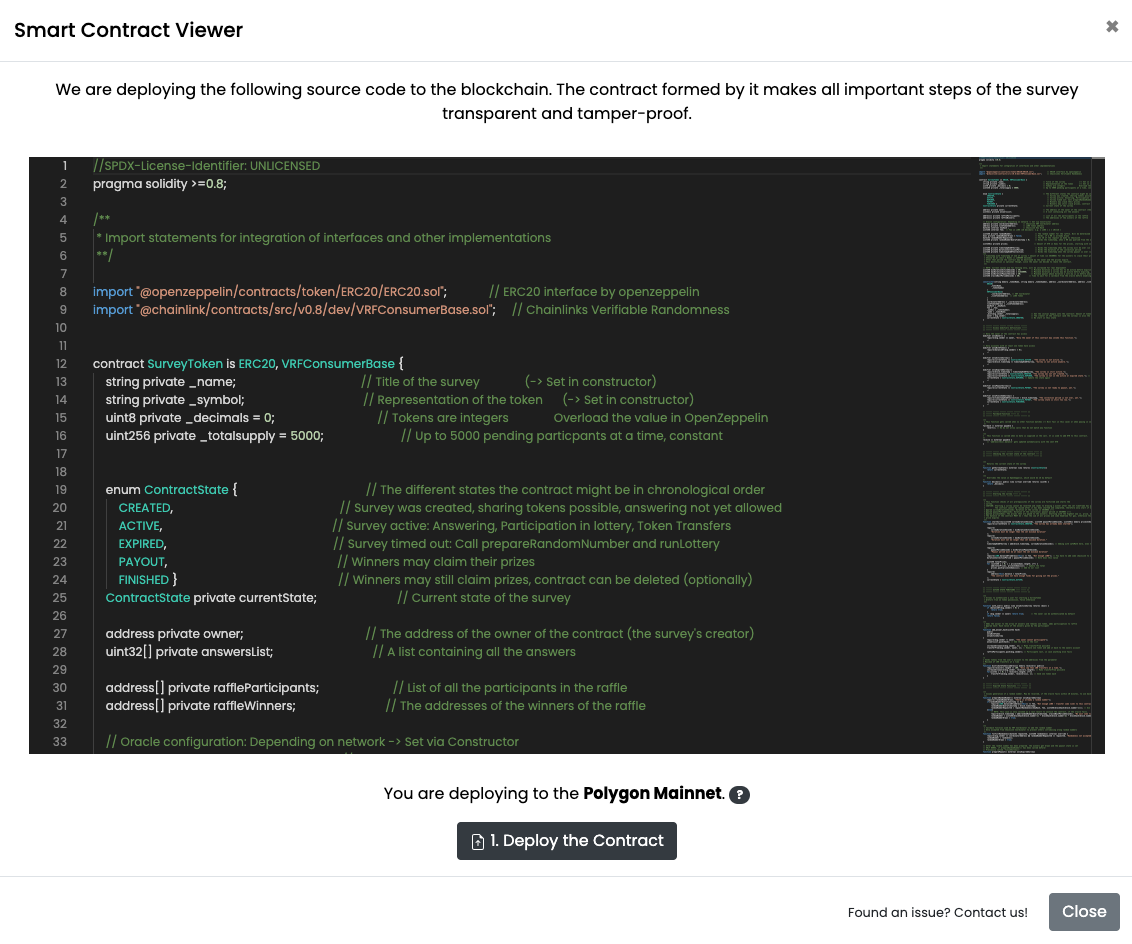 Smart Contract Viewer
✖
We are deploying the following source code to the blockchain. The contract formed by it makes all important steps of the survey
transparent and tamper-proof.
1 //SPDX-License-Identifier: UNLICENSED
2 pragma solidity >=0.8;
3
4 /**
5 * Import statements for integration of interfaces and other implementations
6 **/
7
8 import "@openzeppelin/contracts/token/ERC20/ERC20.sol"; // ERC20 interface by openzeppelin
9 import "@chainlink/contracts/src/v0.8/dev/VRFConsumerBase.sol"; // Chainlinks Verifiable Randomness
10
11
12 contract SurveyToken is ERC20, VRFConsumerBase {
13 string private _name; // Title of the survey (-> Set in constructor)
14 string private _symbol; // Representation of the token (-> Set in constructor)
15 uint8 private _decimals = 0; // Tokens are integers Overload the value in OpenZeppelin
16 uint256 private _totalsupply = 5000; // Up to 5000 pending particpants at a time, constant
17
18
19 enum ContractState { // The different states the contract might be in chronological order
20 CREATED, // Survey was created, sharing tokens possible, answering not yet allowed
21 ACTIVE, // Survey active: Answering, Participation in lottery, Token Transfers
22 EXPIRED, // Survey timed out: Call prepareRandomNumber and runLottery
23 PAYOUT, // Winners may claim their prizes
24 FINISHED } // Winners may still claim prizes, contract can be deleted (optionally)
25 ContractState private currentState; // Current state of the survey
26
27 address private owner; // The address of the owner of the contract (the survey's creator)
28 uint32[] private answersList; // A list containing all the answers
29
30 address[] private raffleParticipants; // List of all the participants in the raffle
31 address[] private raffleWinners; // The addresses of the winners of the raffle
32
33 // Oracle configuration: Depending on network -> Set via Constructor
You are deploying to the Polygon Mainnet. ?
1. Deploy the Contract
Found an issue? Contact us!
Close